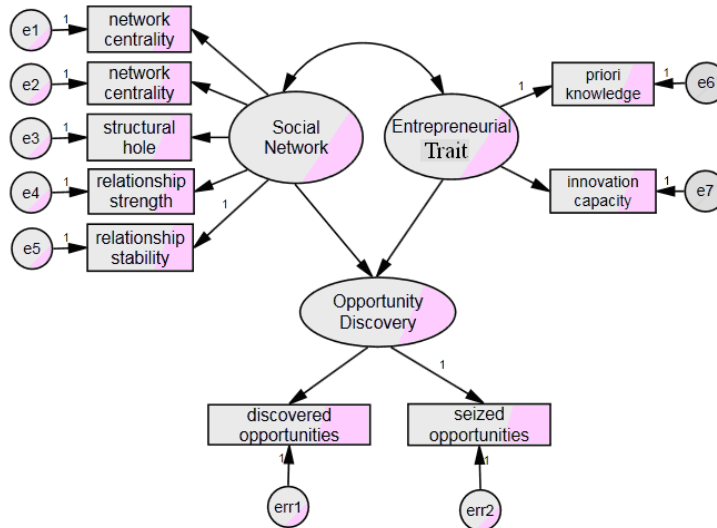 e1
1
network
centrality
e2
1
network
centrality
e3
1
structural
hole
e4
1
relationship
strength
e5
1
relationship
stability
1
Social
Network
Entrepreneurial
Trait
1
priori
knowledge
1
e6
innovation
capacity
1
e7
Opportunity
Discovery
1
discovered
opportunities
seized
opportunities
1
1
err1
err2